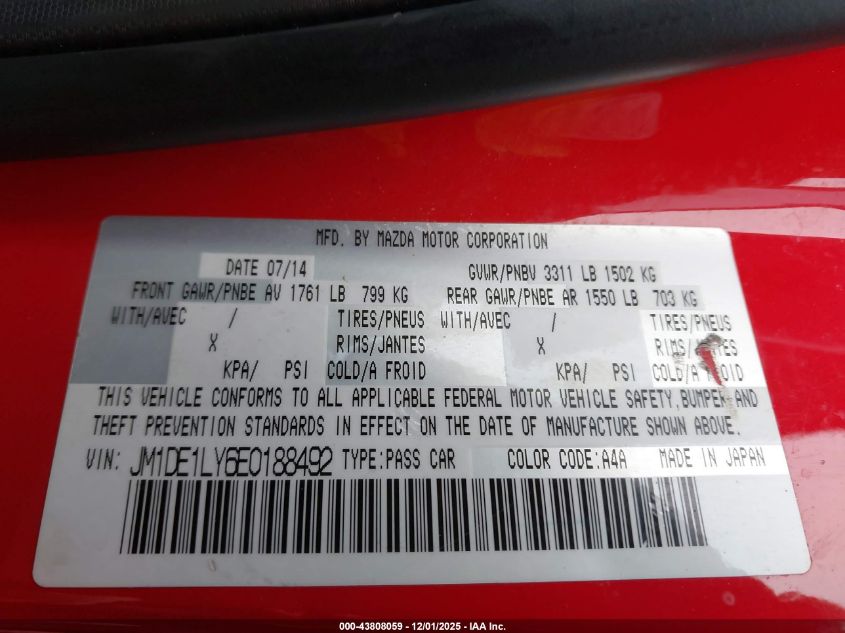 MFD. BY MAZDA MOTOR CORPORATION
DATE 07/14 GVWR/PNBV 3311 LB 1502 KG
FRONT GAWR/PNBE AV 1761 LB 799 KG REAR GAWR/PNBE AR 1550 LB 703 KG
WITH/AVEC / TIRES/PNEUS WITH/AVEC / TIRES/PNEUS
X RIMS/JANTES X RIMS/JANTES
KPA/ PSI COLD/A FROID KPA/ PSI COLD/A FROID
THIS VEHICLE CONFORMS TO ALL APPLICABLE FEDERAL MOTOR VEHICLE SAFETY, BUMPER, AND
THEFT PREVENTION STANDARDS IN EFFECT ON THE DATE OF MANUFACTURE SHOWN ABOVE.
VIN: JM1DE1LY6E0188492 TYPE:PASS CAR COLOR CODE:A4A MADE IN JAPAN
000-43808059 - 12/01/2025 - IAA Inc.